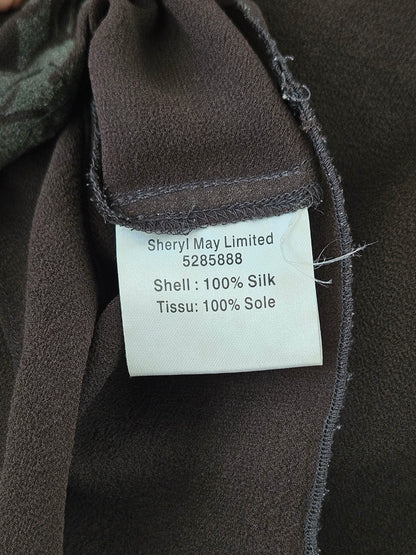 Sheryl May Limited
5285888
Shell : 100% Silk
Tissu: 100% Sole